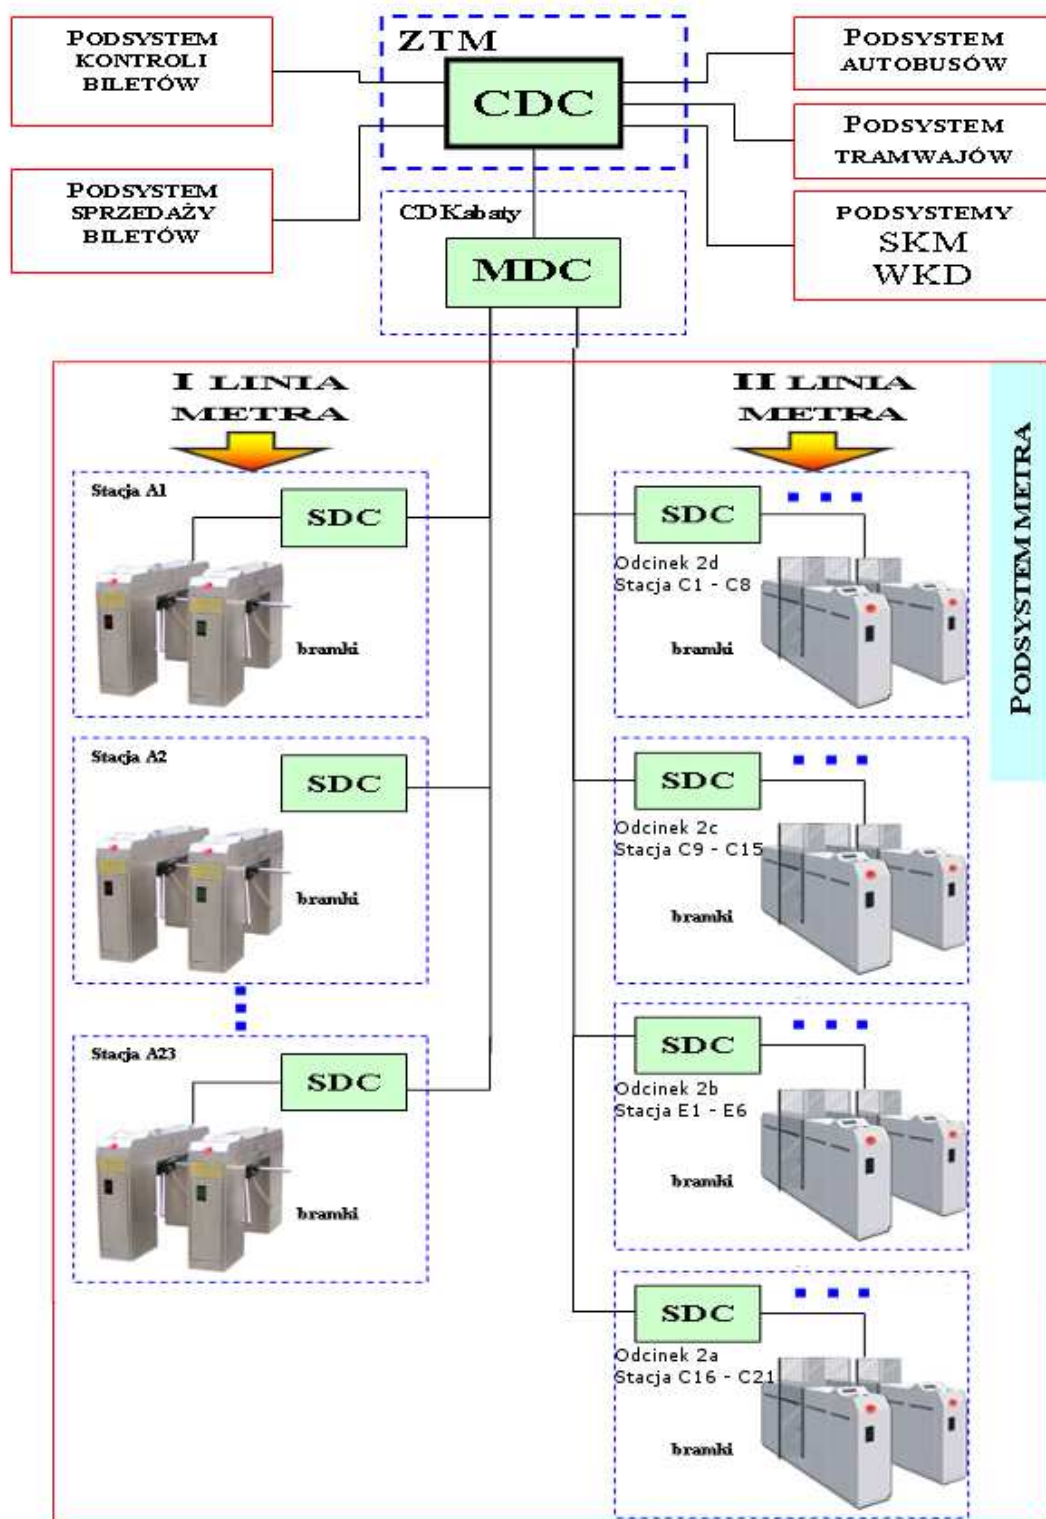 PODSYSTEM
KONTROLI
BILETÓW
PODSYSTEM
SPRZEDAŻY
BILETÓW
ZTM
CDC
CD Kabaty
MDC
PODSYSTEM
AUTOBUSÓW
PODSYSTEM
TRAMWAJÓW
PODSYSTEMY
SKM
WKD
I LINIA
METRA
II LINIA
METRA
PODSYSTEM METRA
Stacja A1
SDC
bramki
Stacja A2
SDC
bramki
Stacja A23
SDC
bramki
SDC
Odcinek 2d
Stacja C1 - C8
bramki
SDC
Odcinek 2c
Stacja C9 - C15
bramki
SDC
Odcinek 2b
Stacja E1 - E6
bramki
SDC
Odcinek 2a
Stacja C16 - C21
bramki